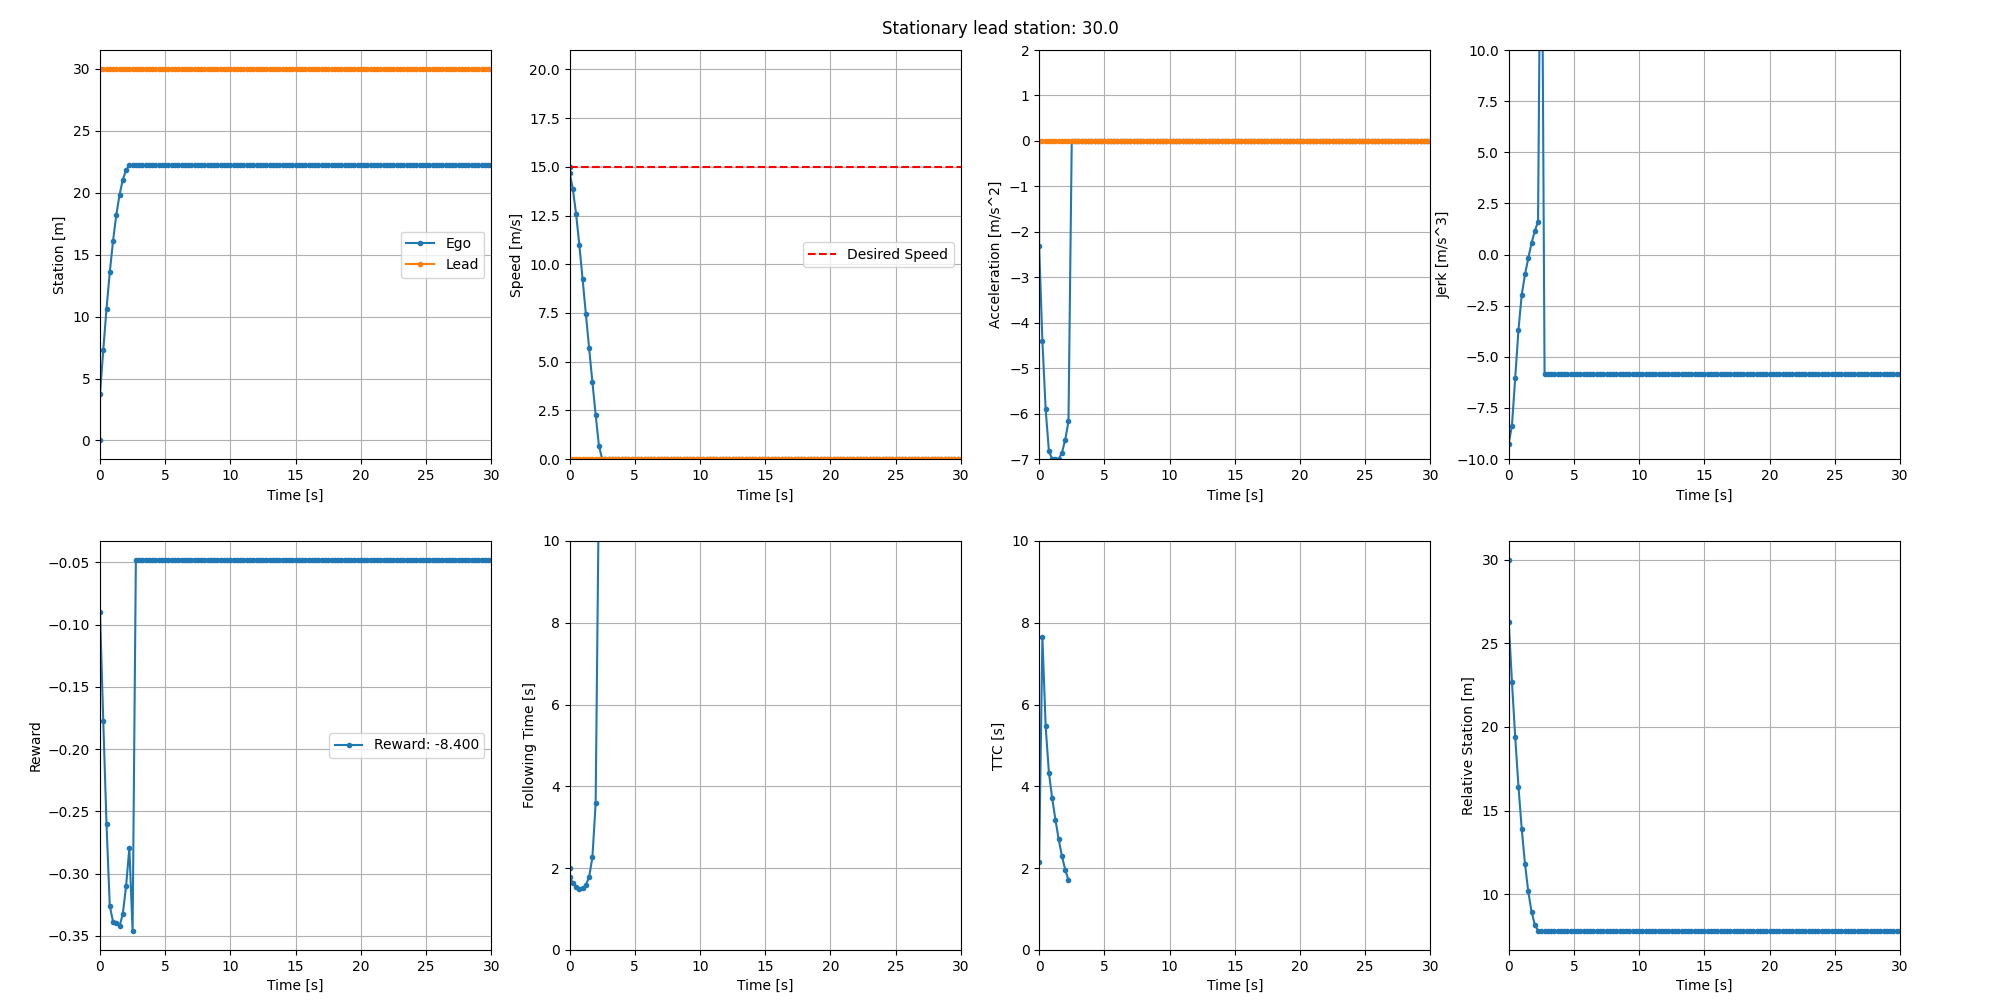 Stationary lead station: 30.0
Station [m]
30
25
20
15
10
5
0
Ego
Lead
0 5 10 15 20 25 30
Time [s]
Speed [m/s]
20.0
17.5
15.0
12.5
10.0
7.5
5.0
2.5
0.0
Desired Speed
0 5 10 15 20 25 30
Time [s]
Acceleration [m/s^2]
2
1
0
−1
−2
−3
−4
−5
−6
−7
0 5 10 15 20 25 30
Time [s]
Jerk [m/s^3]
10.0
7.5
5.0
2.5
0.0
−2.5
−5.0
−7.5
−10.0
0 5 10 15 20 25 30
Time [s]
Reward
−0.05
−0.10
−0.15
−0.20
−0.25
−0.30
−0.35
Reward: -8.400
0 5 10 15 20 25 30
Time [s]
Following Time [s]
10
8
6
4
2
0
0 5 10 15 20 25 30
Time [s]
TTC [s]
10
8
6
4
2
0
0 5 10 15 20 25 30
Time [s]
Relative Station [m]
30
25
20
15
10
0 5 10 15 20 25 30
Time [s]